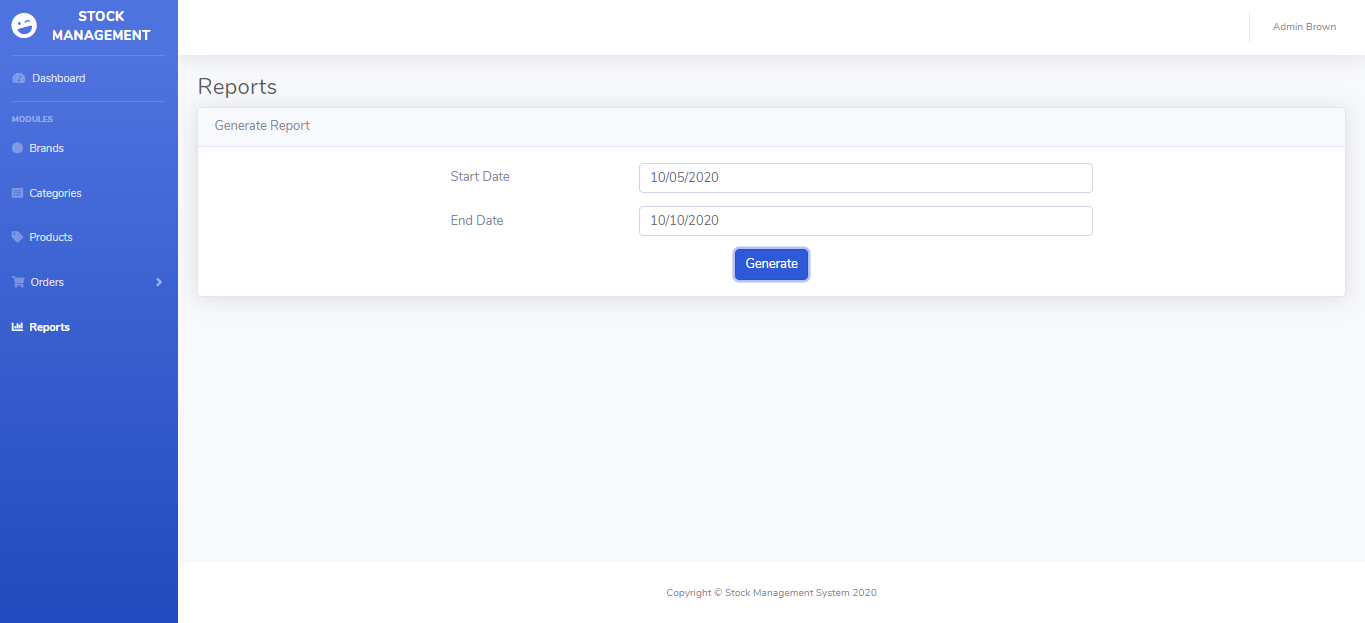 STOCK
MANAGEMENT
Admin Brown
Dashboard
MODULES
Brands
Categories
Products
Orders
Reports
Reports
Generate Report
Start Date
10/05/2020
End Date
10/10/2020
Generate
Copyright © Stock Management System 2020